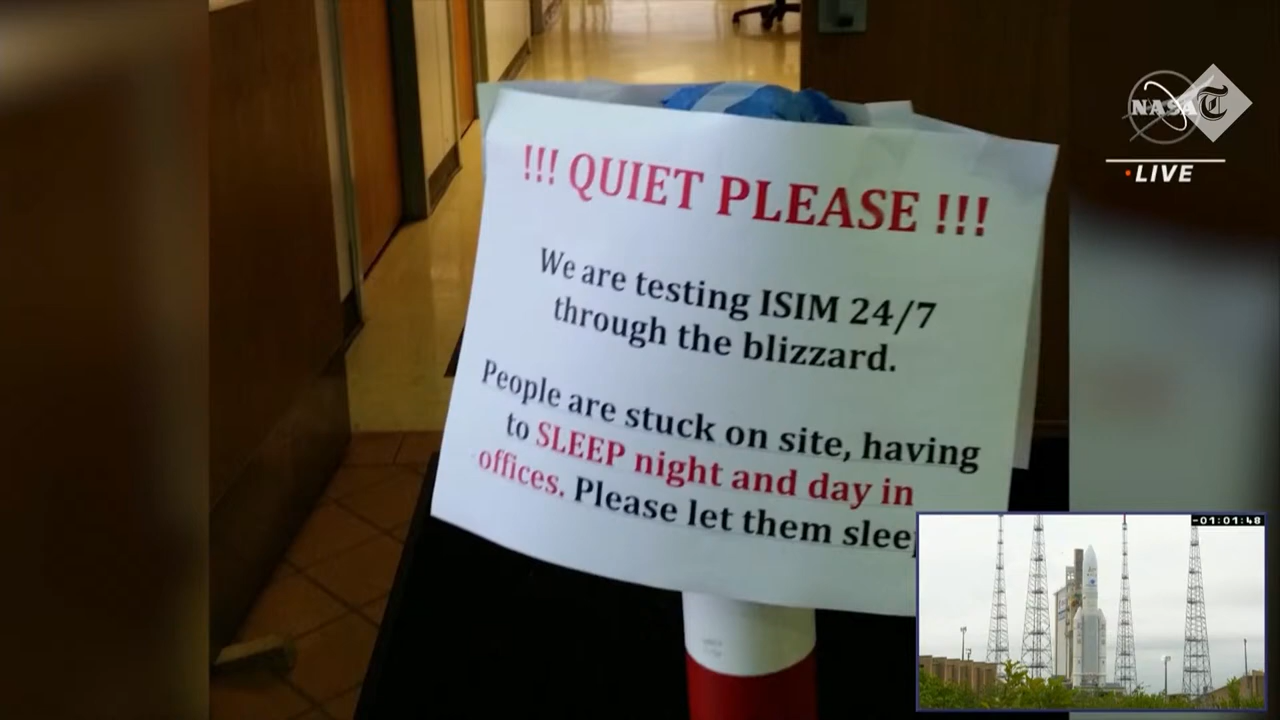 !!! QUIET PLEASE !!!
We are testing ISIM 24/7
through the blizzard.
People are stuck on site, having
to SLEEP night and day in
offices. Please let them sleep
NASA
T
LIVE
-01:01:48